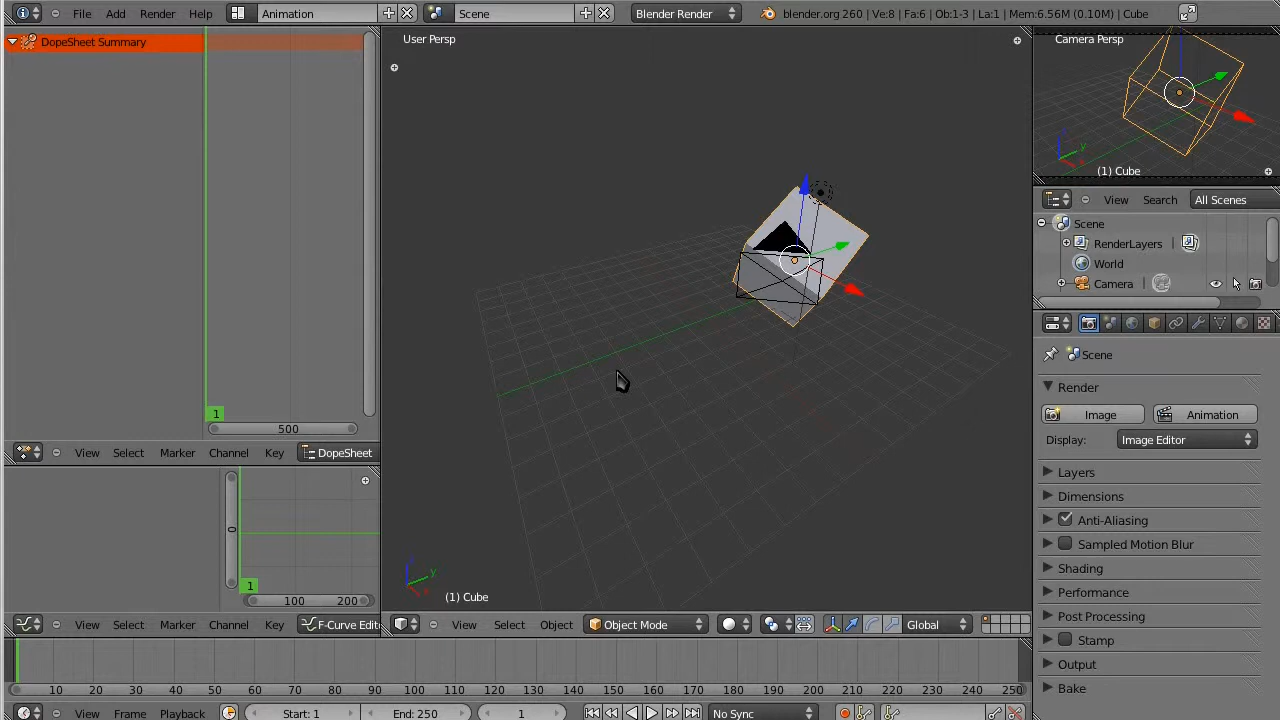 File Add Render Help Animation Scene Blender Render blender.org 260 | Ve:8 | Fa:6 | Ob:1-3 | La:1 | Mem:6.56M (0.10M) | Cube
DopeSheet Summary
1
500
View Select Marker Channel Key DopeSheet
0
1
100 200
View Select Marker Channel Key F-Curve Edit
User Persp
z
y
x
(1) Cube
View Select Object Object Mode Global
Camera Persp
z
y
x
(1) Cube
View Search All Scenes
Scene
RenderLayers
World
Camera
Scene
Render
Image Animation
Display: Image Editor
Layers
Dimensions
Anti-Aliasing
Sampled Motion Blur
Shading
Performance
Post Processing
Stamp
Output
Bake
10 20 30 40 50 60 70 80 90 100 110 120 130 140 150 160 170 180 190 200 210 220 230 240 250
View Frame Playback Start: 1 End: 250 1 No Sync